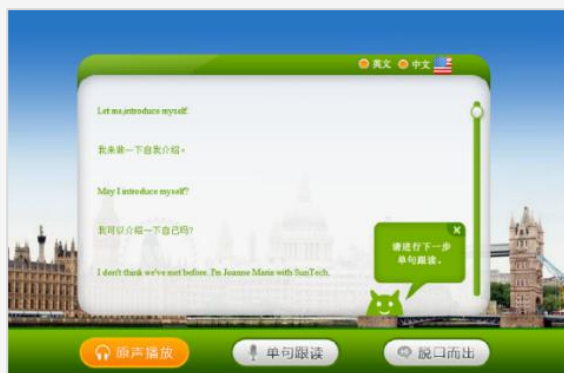 英文 中文
Let me introduce myself.
我来做一下自我介绍。
May I introduce myself?
我可以介绍一下自己吗?
I don't think we've met before. I'm Joanne Maria with SunTech.
请进行下一步
单句跟读。
原声播放 单句跟读 脱口而出